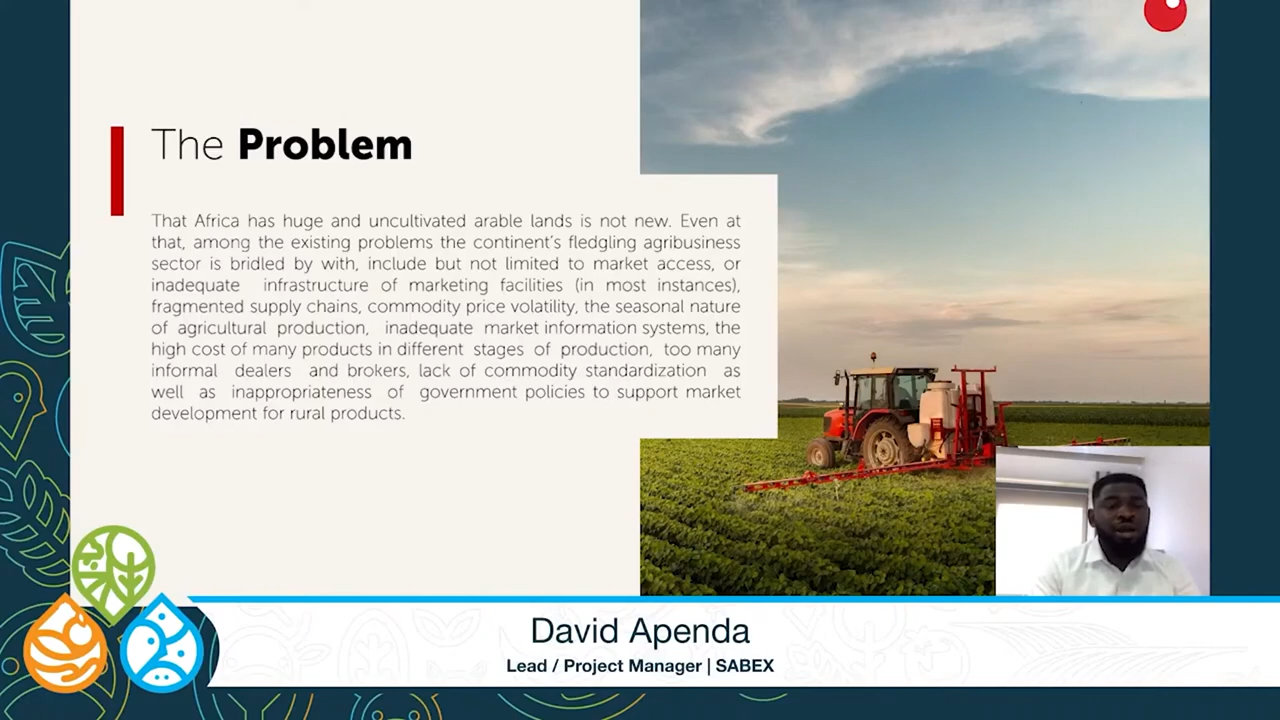 The Problem
That Africa has huge and uncultivated arable lands is not new. Even at
that, among the existing problems the continent's fledgling agribusiness
sector is bridled by with, include but not limited to market access, or
inadequate infrastructure of marketing facilities (in most instances),
fragmented supply chains, commodity price volatility, the seasonal nature
of agricultural production, inadequate market information systems, the
high cost of many products in different stages of production, too many
informal dealers and brokers, lack of commodity standardization as
well as inappropriateness of government policies to support market
development for rural products.
David Apenda
Lead / Project Manager | SABEX